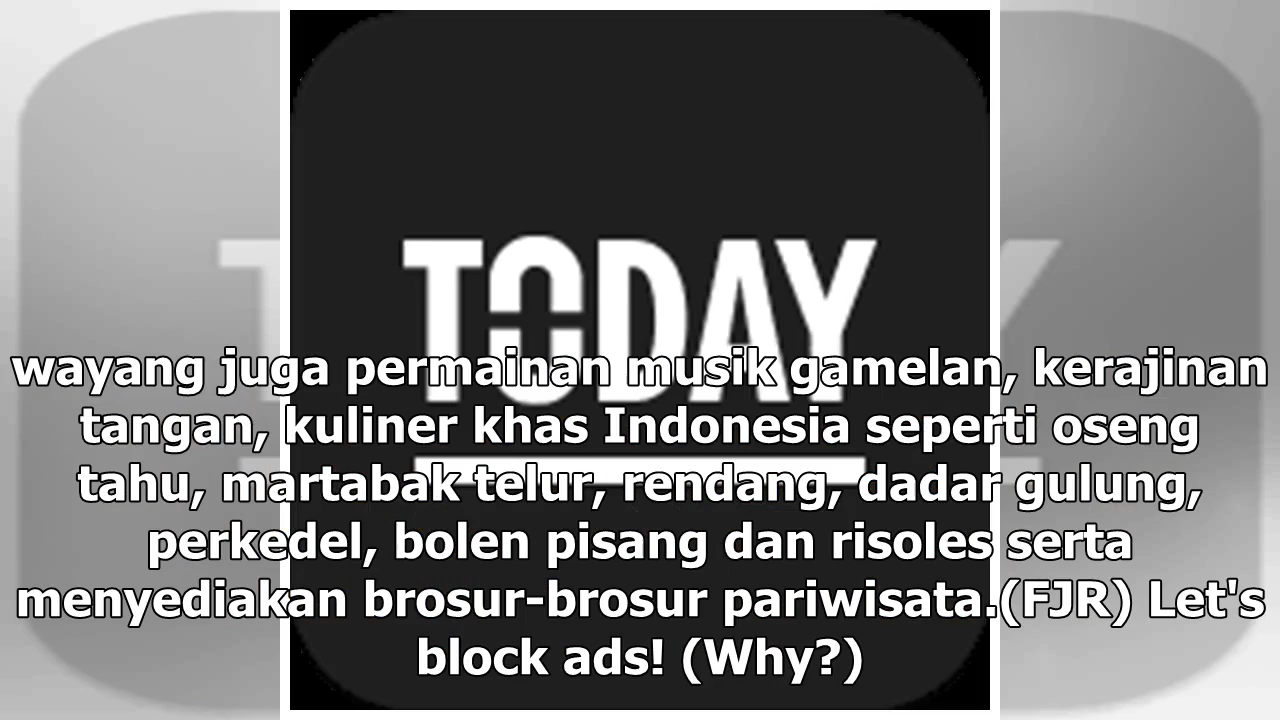 TODAY
wayang juga permainan musik gamelan, kerajinan
tangan, kuliner khas Indonesia seperti oseng
tahu, martabak telur, rendang, dadar gulung,
perkedel, bolen pisang dan risoles serta
menyediakan brosur-brosur pariwisata.(FJR) Let's
block ads! (Why?)